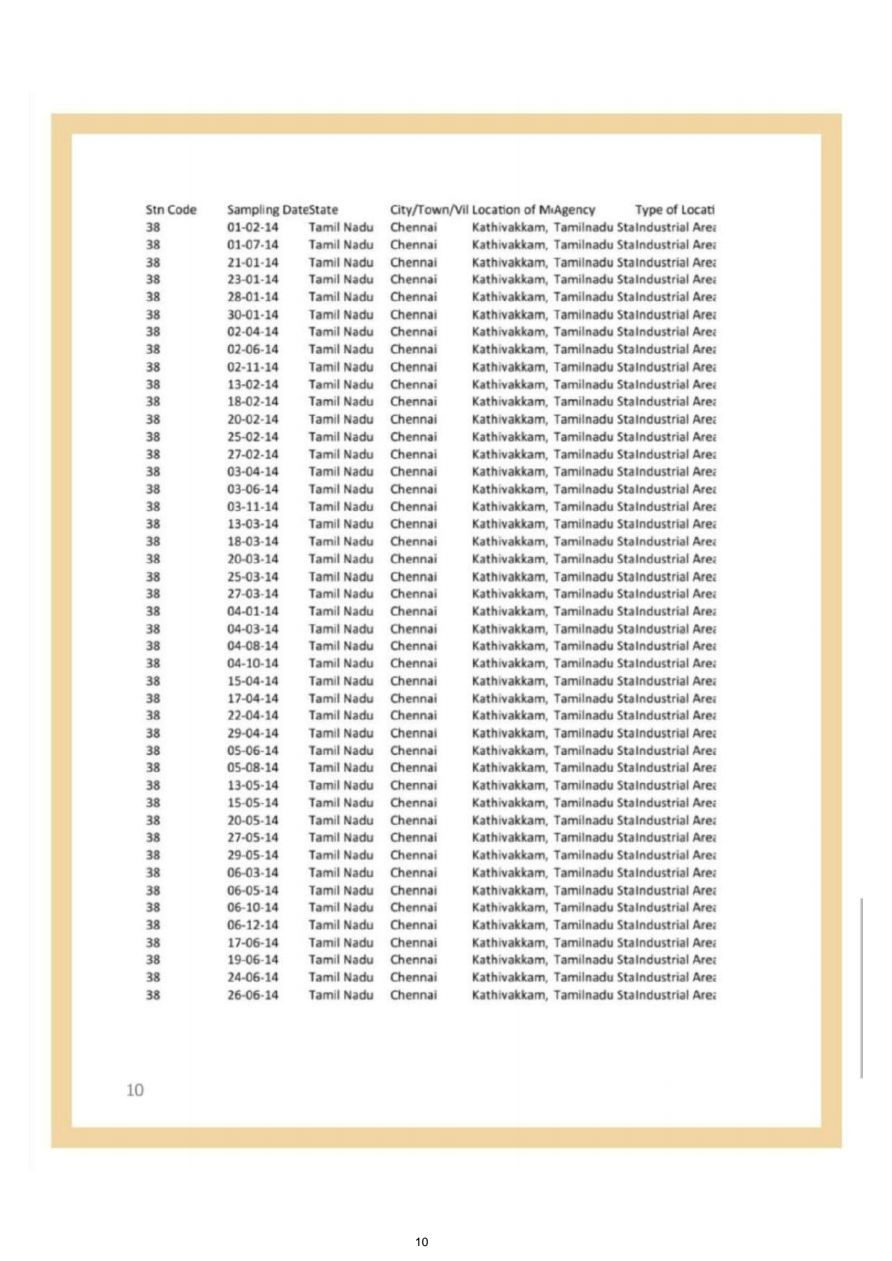 Stn Code Sampling DateState City/Town/Vil Location of MoAgency Type of Locati
38 01-02-14 Tamil Nadu Chennai Kathivakkam, Tamilnadu StaIndustrial Area
38 01-07-14 Tamil Nadu Chennai Kathivakkam, Tamilnadu StaIndustrial Area
38 21-01-14 Tamil Nadu Chennai Kathivakkam, Tamilnadu StaIndustrial Area
38 23-01-14 Tamil Nadu Chennai Kathivakkam, Tamilnadu StaIndustrial Area
38 28-01-14 Tamil Nadu Chennai Kathivakkam, Tamilnadu StaIndustrial Area
38 30-01-14 Tamil Nadu Chennai Kathivakkam, Tamilnadu StaIndustrial Area
38 02-04-14 Tamil Nadu Chennai Kathivakkam, Tamilnadu StaIndustrial Area
38 02-06-14 Tamil Nadu Chennai Kathivakkam, Tamilnadu StaIndustrial Area
38 02-11-14 Tamil Nadu Chennai Kathivakkam, Tamilnadu StaIndustrial Area
38 13-02-14 Tamil Nadu Chennai Kathivakkam, Tamilnadu StaIndustrial Area
38 18-02-14 Tamil Nadu Chennai Kathivakkam, Tamilnadu StaIndustrial Area
38 20-02-14 Tamil Nadu Chennai Kathivakkam, Tamilnadu StaIndustrial Area
38 25-02-14 Tamil Nadu Chennai Kathivakkam, Tamilnadu StaIndustrial Area
38 27-02-14 Tamil Nadu Chennai Kathivakkam, Tamilnadu StaIndustrial Area
38 03-04-14 Tamil Nadu Chennai Kathivakkam, Tamilnadu StaIndustrial Area
38 03-06-14 Tamil Nadu Chennai Kathivakkam, Tamilnadu StaIndustrial Area
38 03-11-14 Tamil Nadu Chennai Kathivakkam, Tamilnadu StaIndustrial Area
38 13-03-14 Tamil Nadu Chennai Kathivakkam, Tamilnadu StaIndustrial Area
38 18-03-14 Tamil Nadu Chennai Kathivakkam, Tamilnadu StaIndustrial Area
38 20-03-14 Tamil Nadu Chennai Kathivakkam, Tamilnadu StaIndustrial Area
38 25-03-14 Tamil Nadu Chennai Kathivakkam, Tamilnadu StaIndustrial Area
38 27-03-14 Tamil Nadu Chennai Kathivakkam, Tamilnadu StaIndustrial Area
38 04-01-14 Tamil Nadu Chennai Kathivakkam, Tamilnadu StaIndustrial Area
38 04-03-14 Tamil Nadu Chennai Kathivakkam, Tamilnadu StaIndustrial Area
38 04-08-14 Tamil Nadu Chennai Kathivakkam, Tamilnadu StaIndustrial Area
38 04-10-14 Tamil Nadu Chennai Kathivakkam, Tamilnadu StaIndustrial Area
38 15-04-14 Tamil Nadu Chennai Kathivakkam, Tamilnadu StaIndustrial Area
38 17-04-14 Tamil Nadu Chennai Kathivakkam, Tamilnadu StaIndustrial Area
38 22-04-14 Tamil Nadu Chennai Kathivakkam, Tamilnadu StaIndustrial Area
38 29-04-14 Tamil Nadu Chennai Kathivakkam, Tamilnadu StaIndustrial Area
38 05-06-14 Tamil Nadu Chennai Kathivakkam, Tamilnadu StaIndustrial Area
38 05-08-14 Tamil Nadu Chennai Kathivakkam, Tamilnadu StaIndustrial Area
38 13-05-14 Tamil Nadu Chennai Kathivakkam, Tamilnadu StaIndustrial Area
38 15-05-14 Tamil Nadu Chennai Kathivakkam, Tamilnadu StaIndustrial Area
38 20-05-14 Tamil Nadu Chennai Kathivakkam, Tamilnadu StaIndustrial Area
38 27-05-14 Tamil Nadu Chennai Kathivakkam, Tamilnadu StaIndustrial Area
38 29-05-14 Tamil Nadu Chennai Kathivakkam, Tamilnadu StaIndustrial Area
38 06-03-14 Tamil Nadu Chennai Kathivakkam, Tamilnadu StaIndustrial Area
38 06-05-14 Tamil Nadu Chennai Kathivakkam, Tamilnadu StaIndustrial Area
38 06-10-14 Tamil Nadu Chennai Kathivakkam, Tamilnadu StaIndustrial Area
38 06-12-14 Tamil Nadu Chennai Kathivakkam, Tamilnadu StaIndustrial Area
38 17-06-14 Tamil Nadu Chennai Kathivakkam, Tamilnadu StaIndustrial Area
38 19-06-14 Tamil Nadu Chennai Kathivakkam, Tamilnadu StaIndustrial Area
38 24-06-14 Tamil Nadu Chennai Kathivakkam, Tamilnadu StaIndustrial Area
38 26-06-14 Tamil Nadu Chennai Kathivakkam, Tamilnadu StaIndustrial Area
10
10